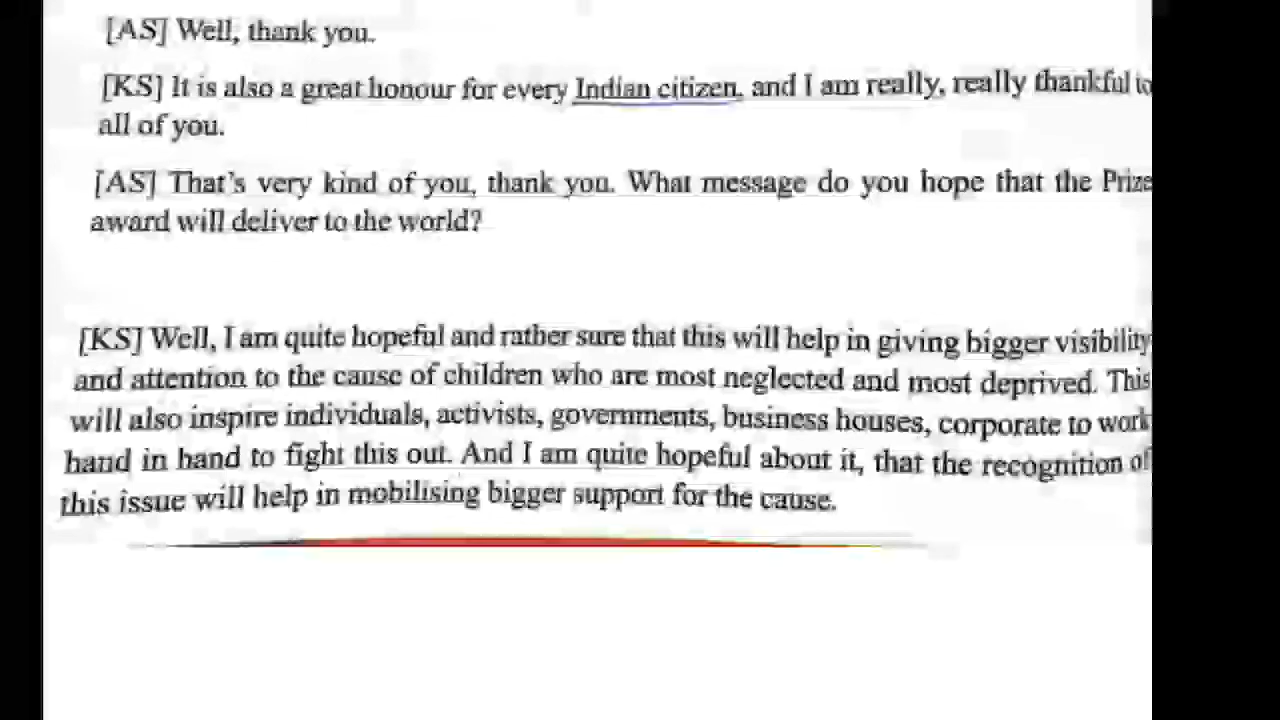 [AS] Well, thank you.
[KS] It is also a great honour for every Indian citizen, and I am really, really thankful to
all of you.
[AS] That's very kind of you, thank you. What message do you hope that the Prize
award will deliver to the world?
[KS] Well, I am quite hopeful and rather sure that this will help in giving bigger visibility
and attention to the cause of children who are most neglected and most deprived. This
will also inspire individuals, activists, governments, business houses, corporate to work
hand in hand to fight this out. And I am quite hopeful about it, that the recognition of
this issue will help in mobilising bigger support for the cause.